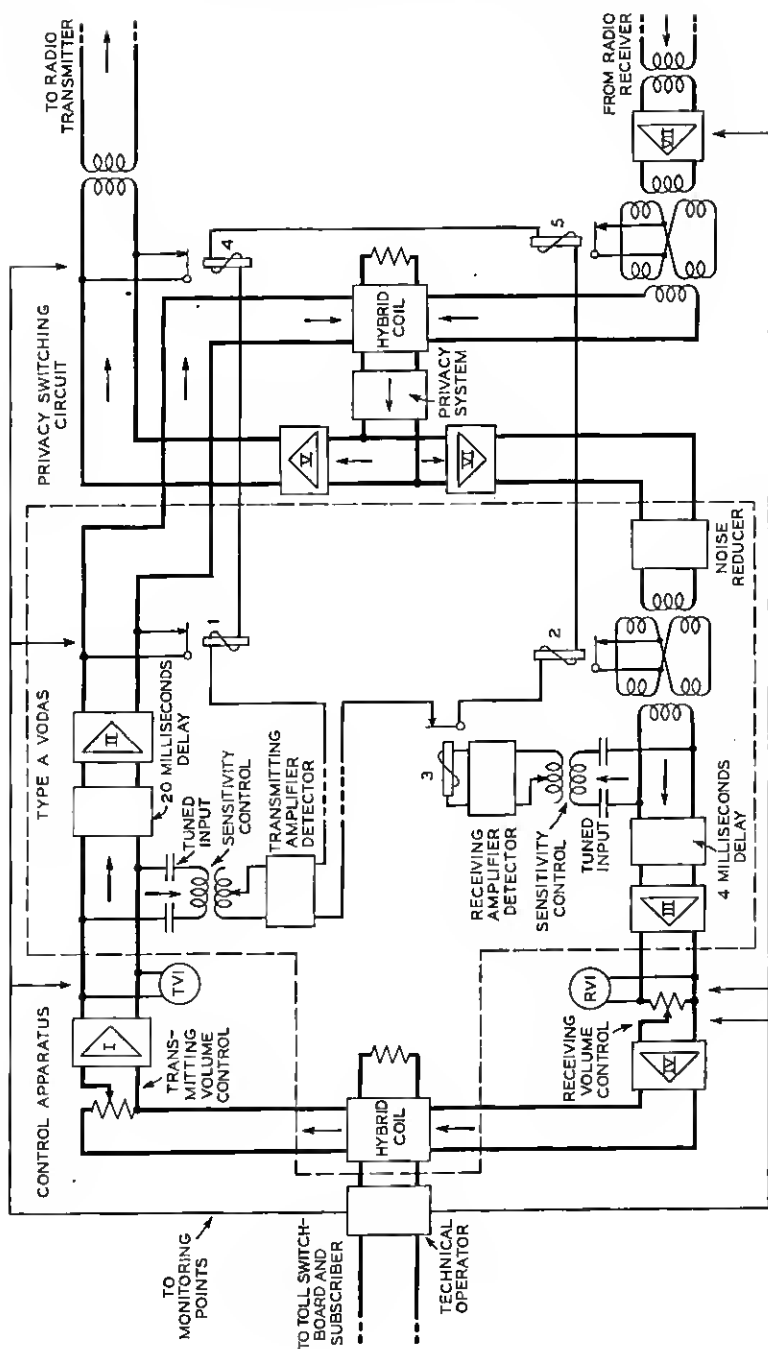 CONTROL APPARATUS
TYPE A VODAS
PRIVACY SWITCHING
CIRCUIT
TO RADIO
TRANSMITTER
I
TRANS-
MITTING
VOLUME
CONTROL
TVI
20 MILLISECONDS
DELAY
II
TUNED
INPUT
SENSITIVITY
CONTROL
TRANSMITTING
AMPLIFIER
DETECTOR
1
4
TO
MONITORING
POINTS
TO TOLL SWITCH-
BOARD AND
SUBSCRIBER
TECHNICAL
OPERATOR
HYBRID
COIL
V
VI
HYBRID
COIL
PRIVACY
SYSTEM
3
RECEIVING
AMPLIFIER
DETECTOR
SENSITIVITY
CONTROL
TUNED
INPUT
2
5
RECEIVING
VOLUME
CONTROL
RVI
IV
III
4 MILLISECONDS
DELAY
NOISE
REDUCER
VII
FROM RADIO
RECEIVER